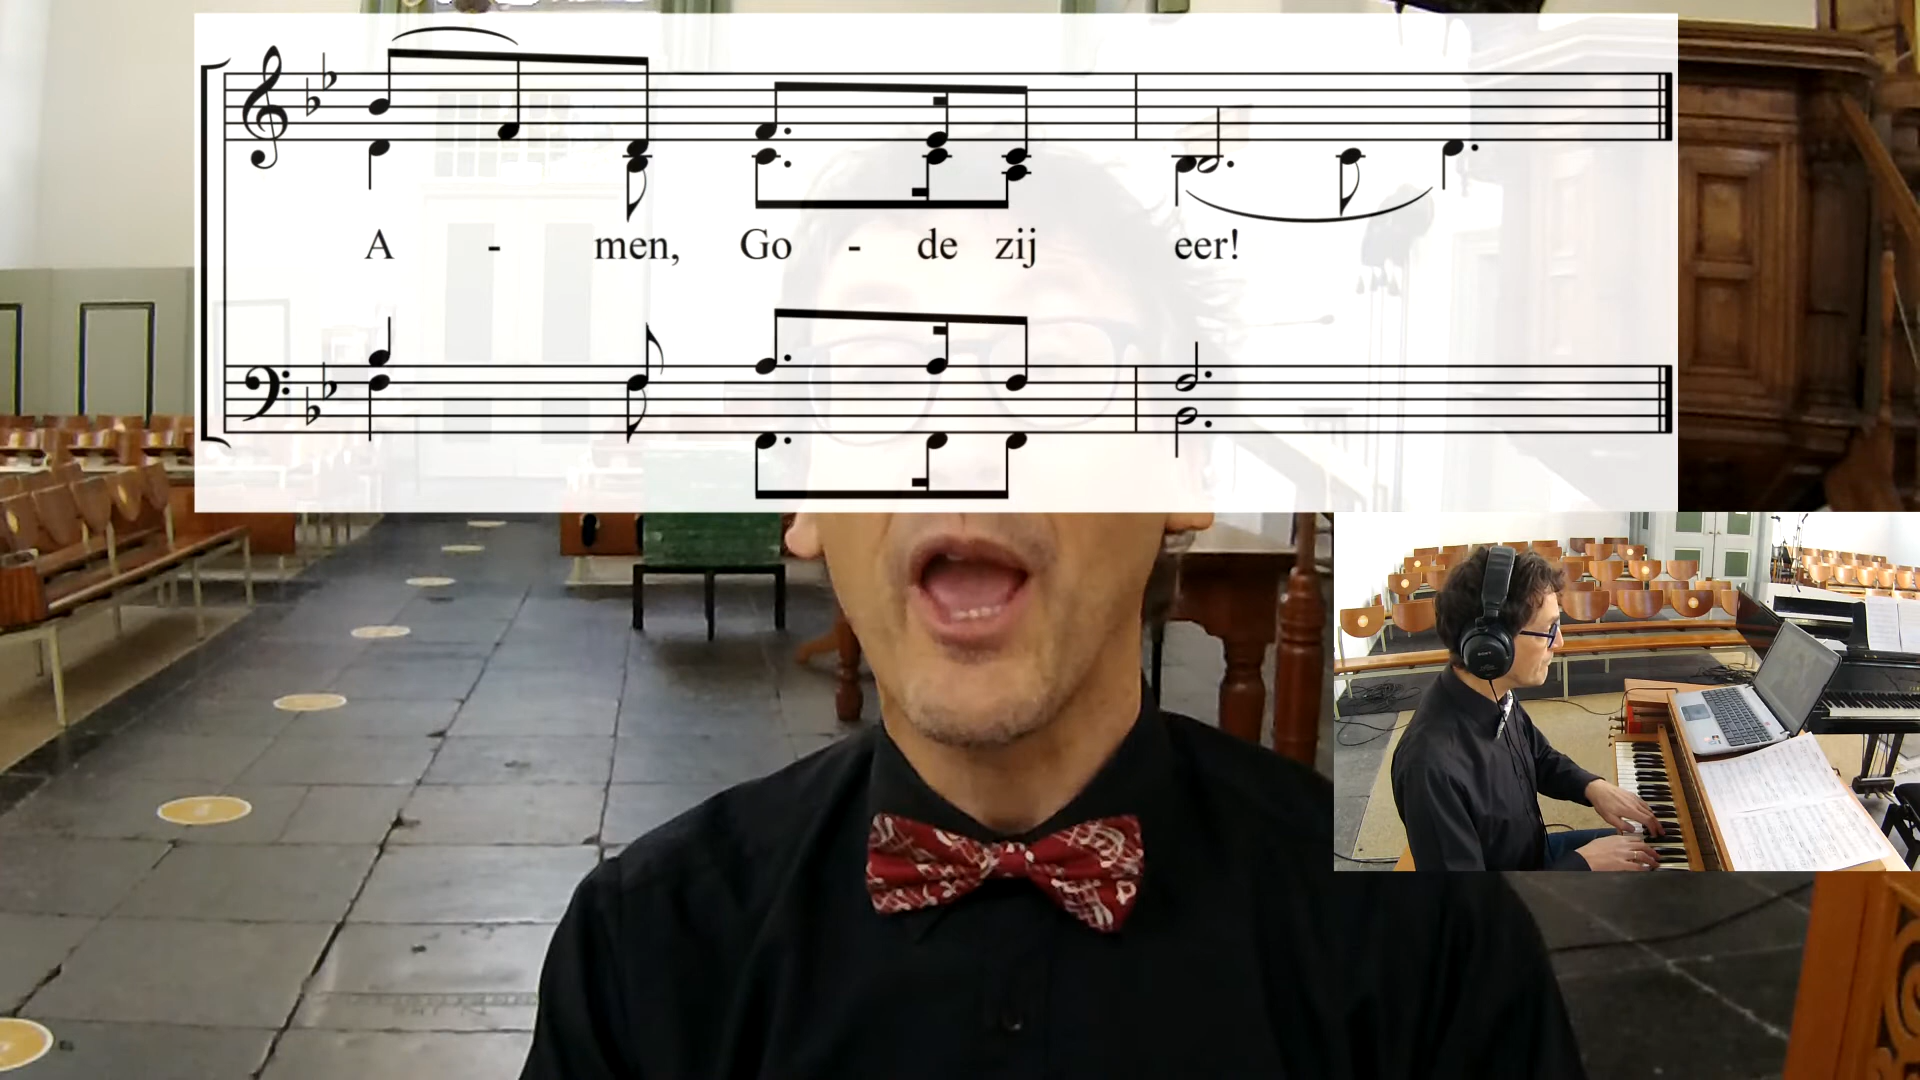 A - men, Go - de zij eer!